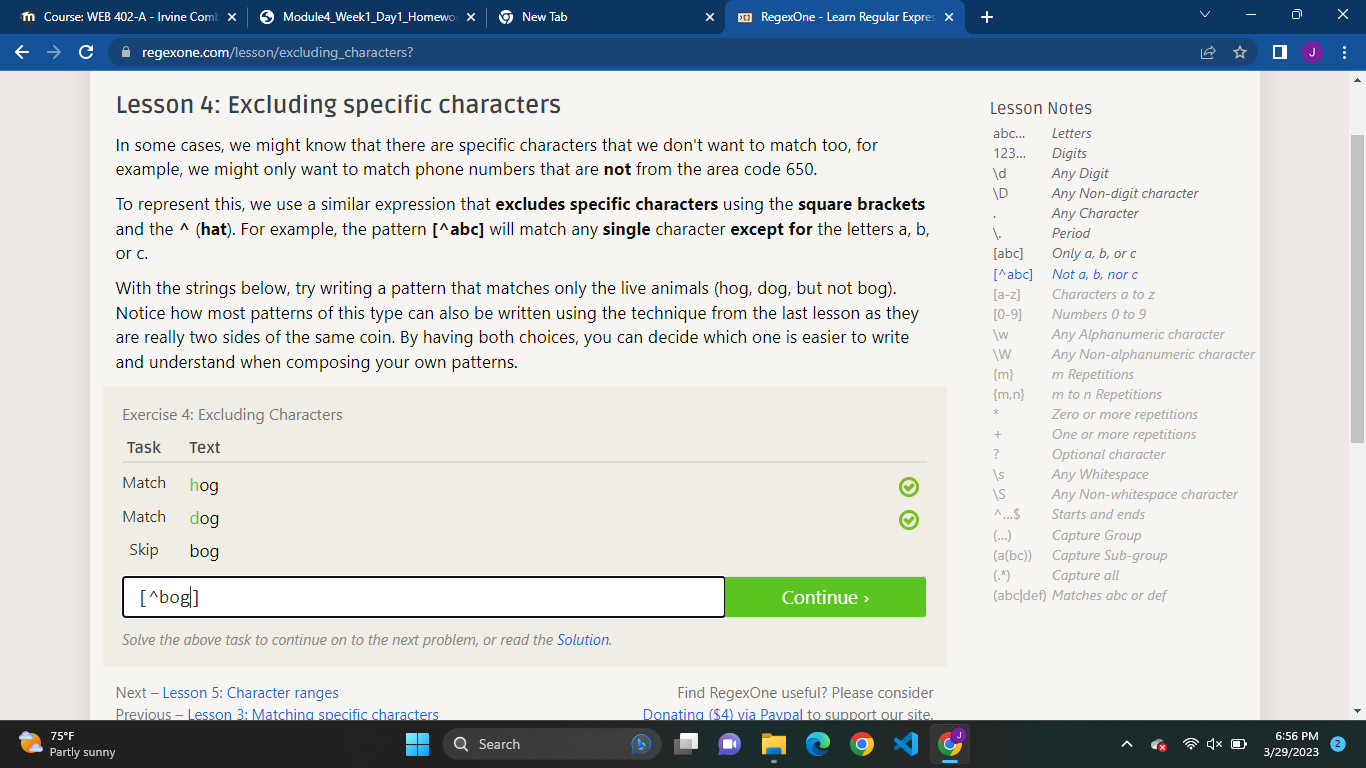 Course: WEB 402-A - Irvine Comb
Module4_Week1_Day1_Homewo
New Tab
RegexOne - Learn Regular Expres
regexone.com/lesson/excluding_characters?
J
Lesson 4: Excluding specific characters
In some cases, we might know that there are specific characters that we don't want to match too, for
example, we might only want to match phone numbers that are not from the area code 650.
To represent this, we use a similar expression that excludes specific characters using the square brackets
and the ^ (hat). For example, the pattern [^abc] will match any single character except for the letters a, b,
or c.
With the strings below, try writing a pattern that matches only the live animals (hog, dog, but not bog).
Notice how most patterns of this type can also be written using the technique from the last lesson as they
are really two sides of the same coin. By having both choices, you can decide which one is easier to write
and understand when composing your own patterns.
Exercise 4: Excluding Characters
Task Text
Match hog
Match dog
Skip bog
[^bog]
Continue ›
Solve the above task to continue on to the next problem, or read the Solution.
Next – Lesson 5: Character ranges
Previous – Lesson 3: Matching specific characters
Find RegexOne useful? Please consider
Donating ($4) via Paypal to support our site.
Lesson Notes
abc... Letters
123... Digits
\d Any Digit
\D Any Non-digit character
. Any Character
\. Period
[abc] Only a, b, or c
[^abc] Not a, b, nor c
[a-z] Characters a to z
[0-9] Numbers 0 to 9
\w Any Alphanumeric character
\W Any Non-alphanumeric character
{m} m Repetitions
{m,n} m to n Repetitions
* Zero or more repetitions
+ One or more repetitions
? Optional character
\s Any Whitespace
\S Any Non-whitespace character
^...$ Starts and ends
(...) Capture Group
(a(bc)) Capture Sub-group
(.*) Capture all
(abc|def) Matches abc or def
75°F
Partly sunny
Search
J
6:56 PM
3/29/2023
2